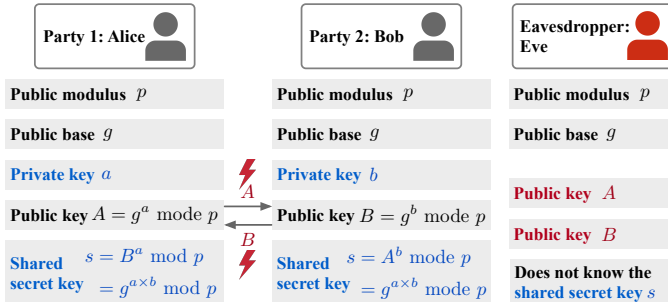 Party 1: Alice
Party 2: Bob
Eavesdropper:
Eve
Public modulus p
Public modulus p
Public modulus p
Public base g
Public base g
Public base g
Private key a
Private key b
A
Public key A = g^a mode p
Public key B = g^b mode p
Public key A
B
Public key B
Shared
secret key
s = B^a mod p
= g^{a×b} mod p
Shared
secret key
s = A^b mode p
= g^{a×b} mode p
Does not know the
shared secret key s